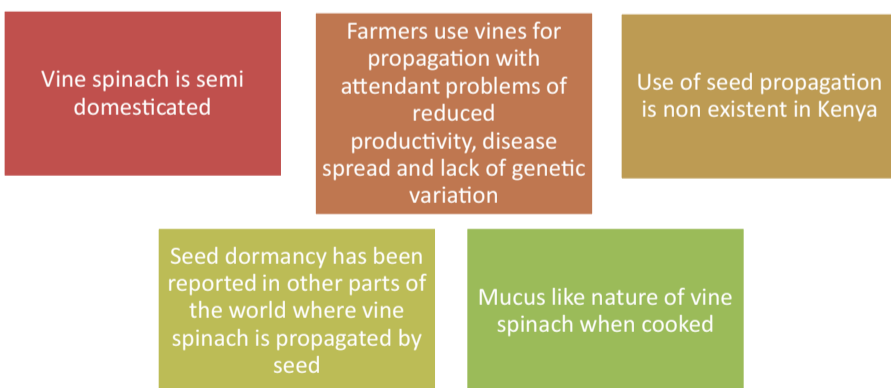 Vine spinach is semi
domesticated
Farmers use vines for
propagation with
attendant problems of
reduced
productivity, disease
spread and lack of genetic
variation
Use of seed propagation
is non existent in Kenya
Seed dormancy has been
reported in other parts of
the world where vine
spinach is propagated by
seed
Mucus like nature of vine
spinach when cooked